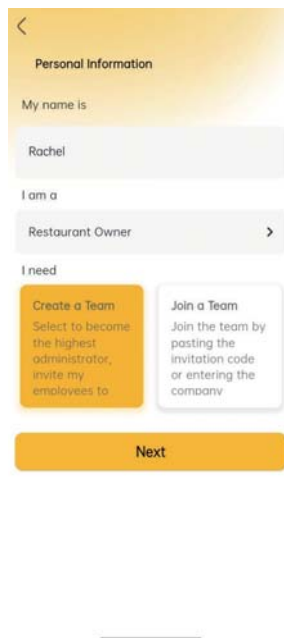 Personal Information
My name is
Rachel
I am a
Restaurant Owner
I need
Create a Team
Select to become
the highest
administrator,
invite my
employees to
Join a Team
Join the team by
pasting the
invitation code
or entering the
company
Next